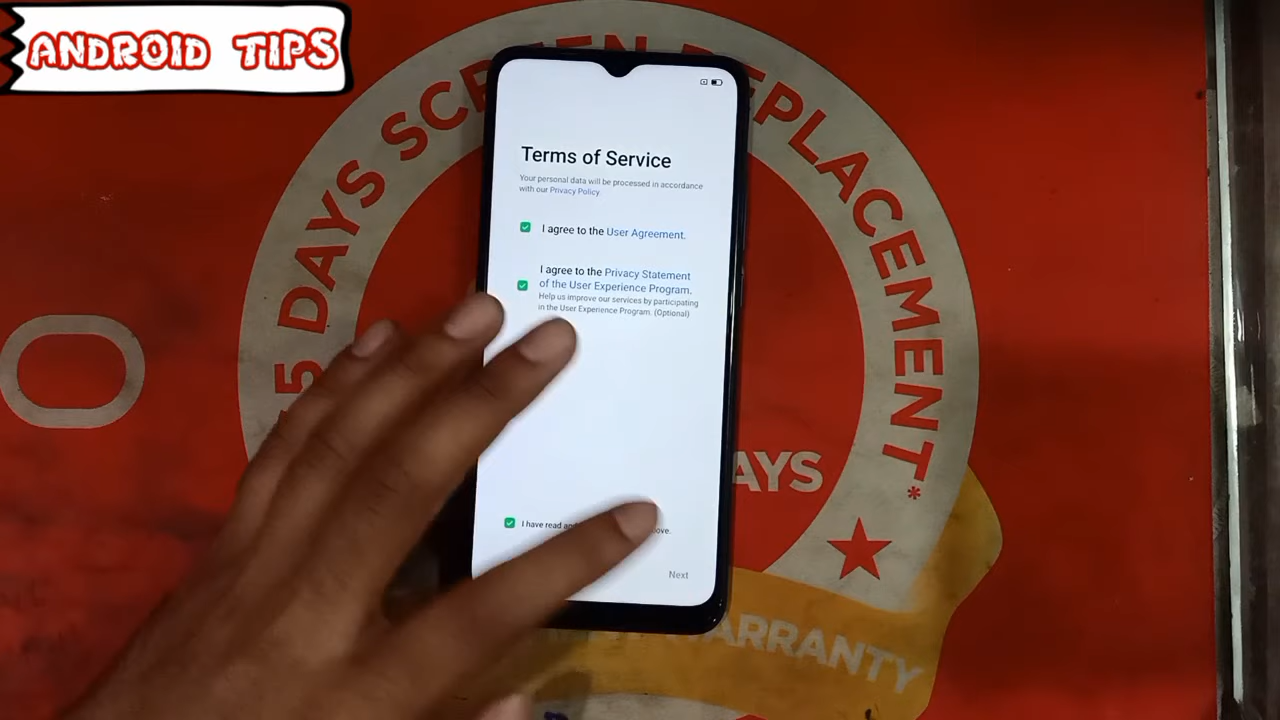 ANDROID TIPS
15 DAYS SCREEN REPLACEMENT*
Terms of Service
Your personal data will be processed in accordance
with our Privacy Policy.
I agree to the User Agreement.
I agree to the Privacy Statement
of the User Experience Program.
Help us improve our services by participating
in the User Experience Program. (Optional)
I have read
Next
AYS
WARRANTY
O